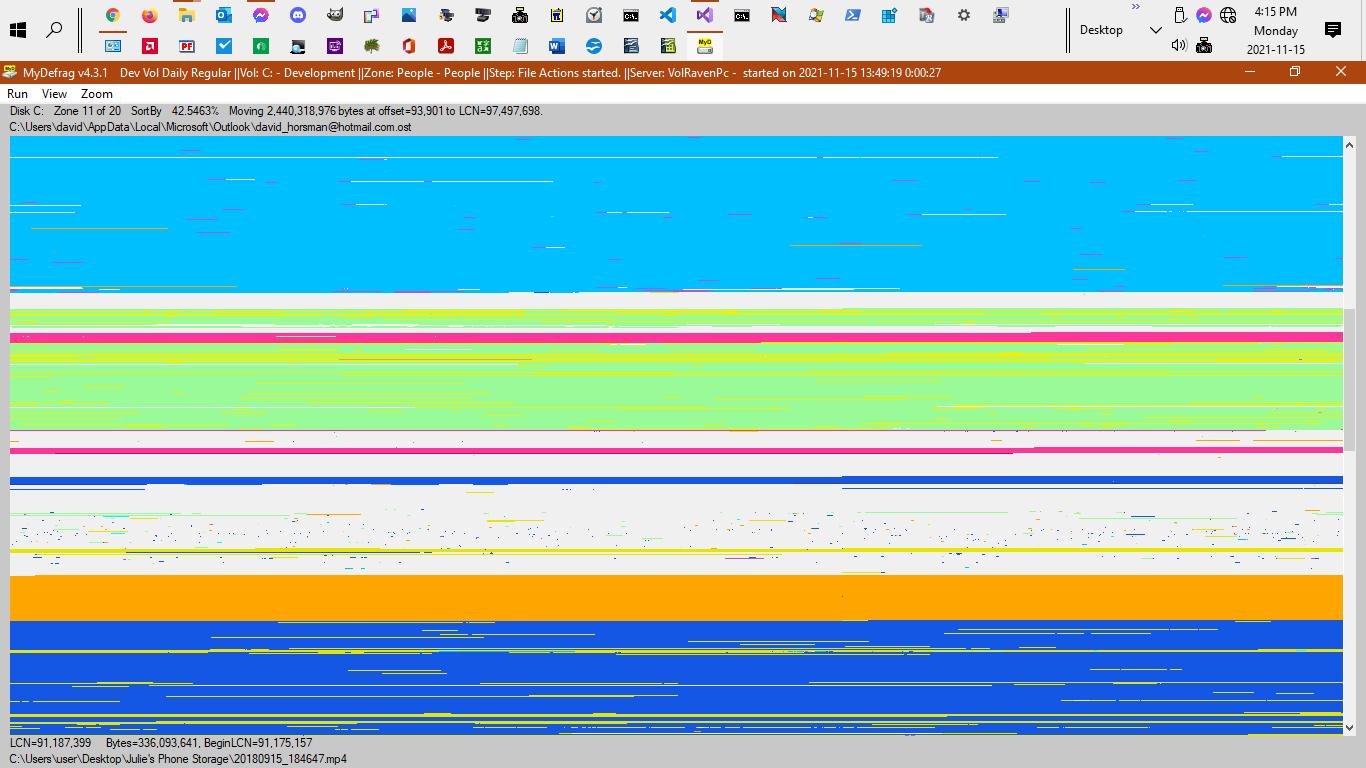 4:15 PM
Desktop
Monday
2021-11-15
MyDefrag v4.3.1 Dev Vol Daily Regular ||Vol: C: - Development ||Zone: People - People ||Step: File Actions started. ||Server: VolRavenPc - started on 2021-11-15 13:49:19 0:00:27
Run View Zoom
Disk C: Zone 11 of 20 SortBy 42.5463% Moving 2,440,318,976 bytes at offset=93,901 to LCN=97,497,698.
C:\Users\david\AppData\Local\Microsoft\Outlook\david_horsman@hotmail.com.ost
LCN=91,187,399 Bytes=336,093,641, BeginLCN=91,175,157
C:\Users\user\Desktop\Julie's Phone Storage\20180915_184647.mp4